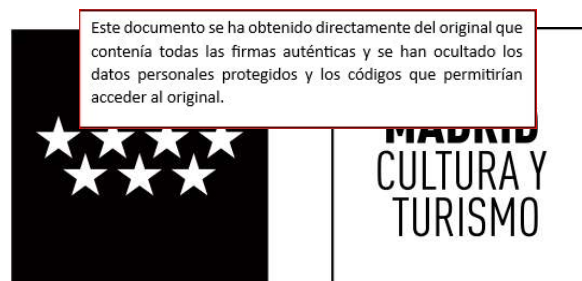 Este documento se ha obtenido directamente del original que
contenía todas las firmas auténticas y se han ocultado los
datos personales protegidos y los códigos que permitirían
acceder al original.
MADRID
CULTURA Y
TURISMO